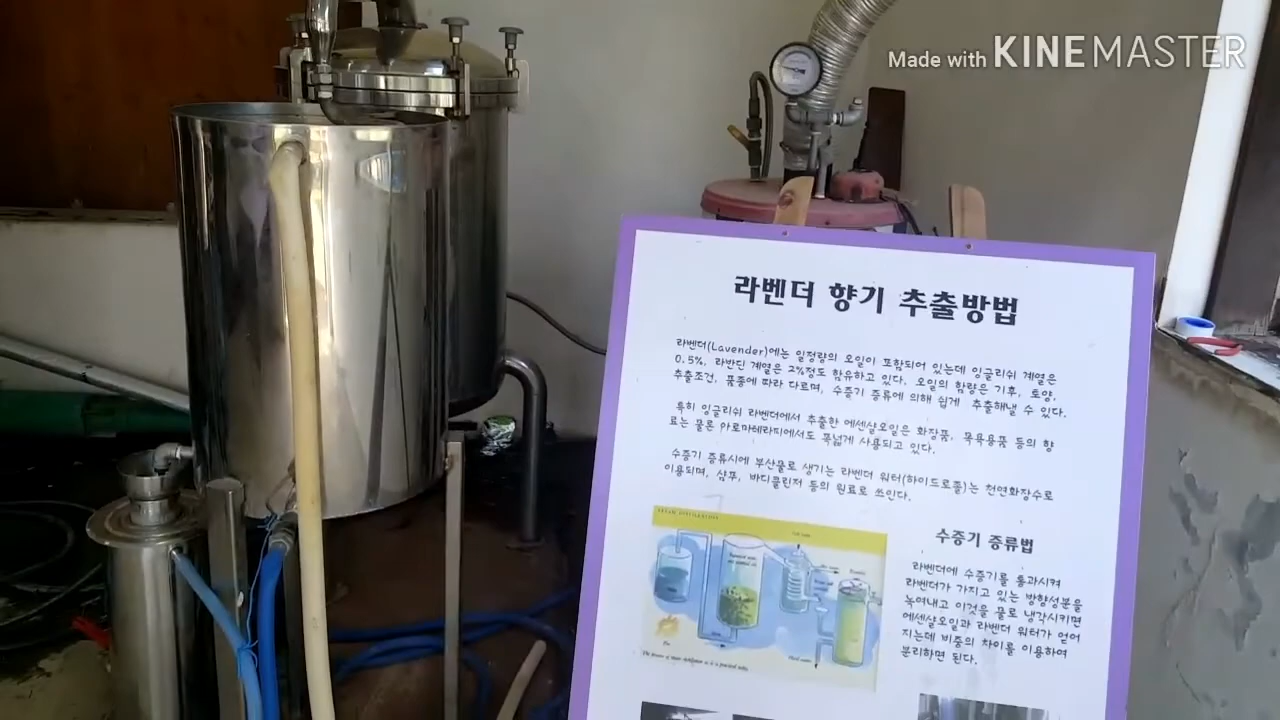 Made with KINEMASTER
라벤더 향기 추출방법
라벤더(Lavender)에는 일정량의 오일이 포함되어 있는데 잉글리쉬 계열은
0.5%, 라반딘 계열은 2%정도 함유하고 있다. 오일의 함량은 기후, 토양,
추출조건, 품종에 따라 다르며, 수증기 증류에 의해 쉽게 추출해낼 수 있다.
특히 잉글리쉬 라벤더에서 추출한 에센샬오일은 화장품, 목욕용품 등의 향
료는 물론 아로마테라피에서도 폭넓게 사용되고 있다.
수증기 증류시에 부산물로 생기는 라벤더 워터(하이드로졸)는 천연화장수로
이용되며, 샴푸, 바디클린저 등의 원료로 쓰인다.
수증기 증류법
라벤더에 수증기를 통과시켜
라벤더가 가지고 있는 방향성분을
녹여내고 이것을 물로 냉각시키면
에센샬오일과 라벤더 워터가 얻어
지는데 비중의 차이를 이용하여
분리하면 된다.